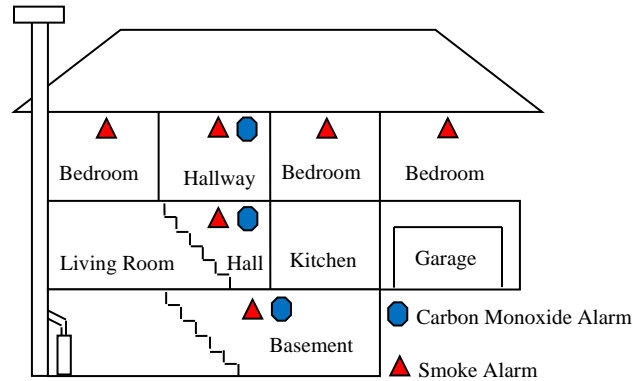 Bedroom
Hallway
Bedroom
Bedroom
Living Room
Hall
Kitchen
Garage
Basement
Carbon Monoxide Alarm
Smoke Alarm